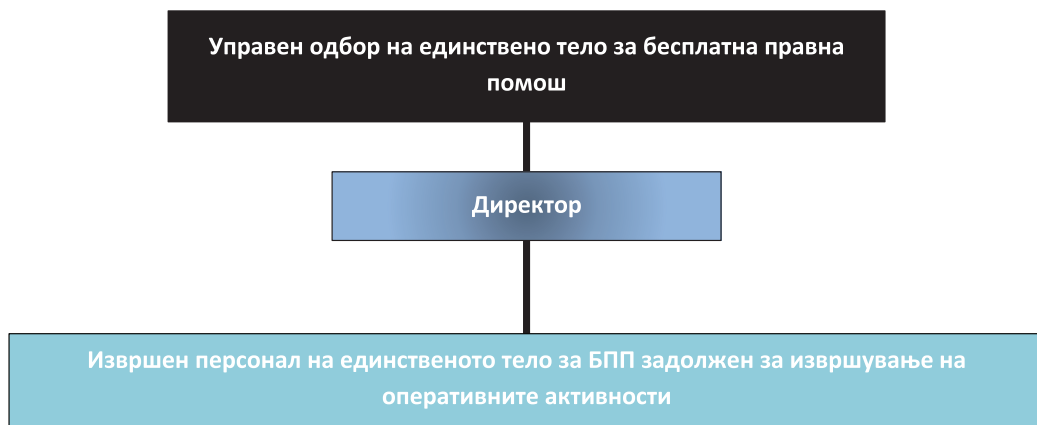 Управен одбор на единствено тело за бесплатна правна
помош
Директор
Извршен персонал на единственото тело за БПП задолжен за извршување на
оперативните активности